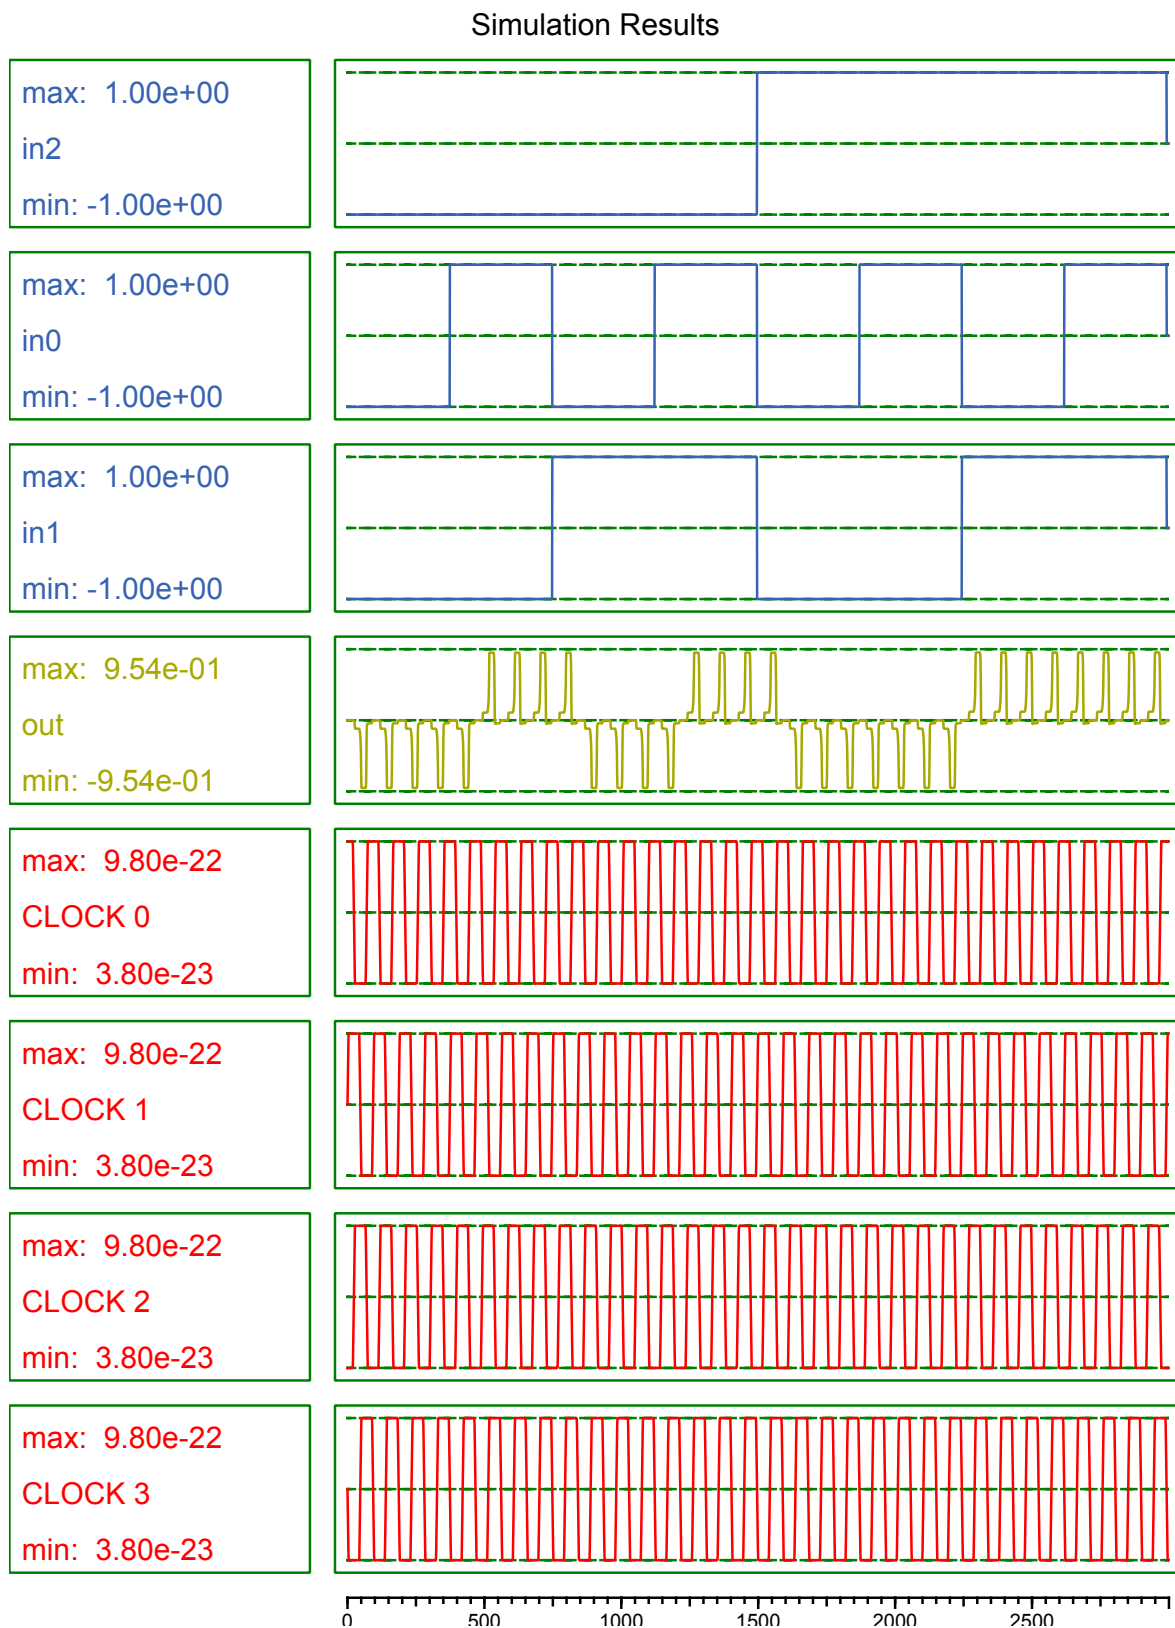 Simulation Results
max: 1.00e+00
in2
min: -1.00e+00
max: 1.00e+00
in0
min: -1.00e+00
max: 1.00e+00
in1
min: -1.00e+00
max: 9.54e-01
out
min: -9.54e-01
max: 9.80e-22
CLOCK 0
min: 3.80e-23
max: 9.80e-22
CLOCK 1
min: 3.80e-23
max: 9.80e-22
CLOCK 2
min: 3.80e-23
max: 9.80e-22
CLOCK 3
min: 3.80e-23
0 500 1000 1500 2000 2500